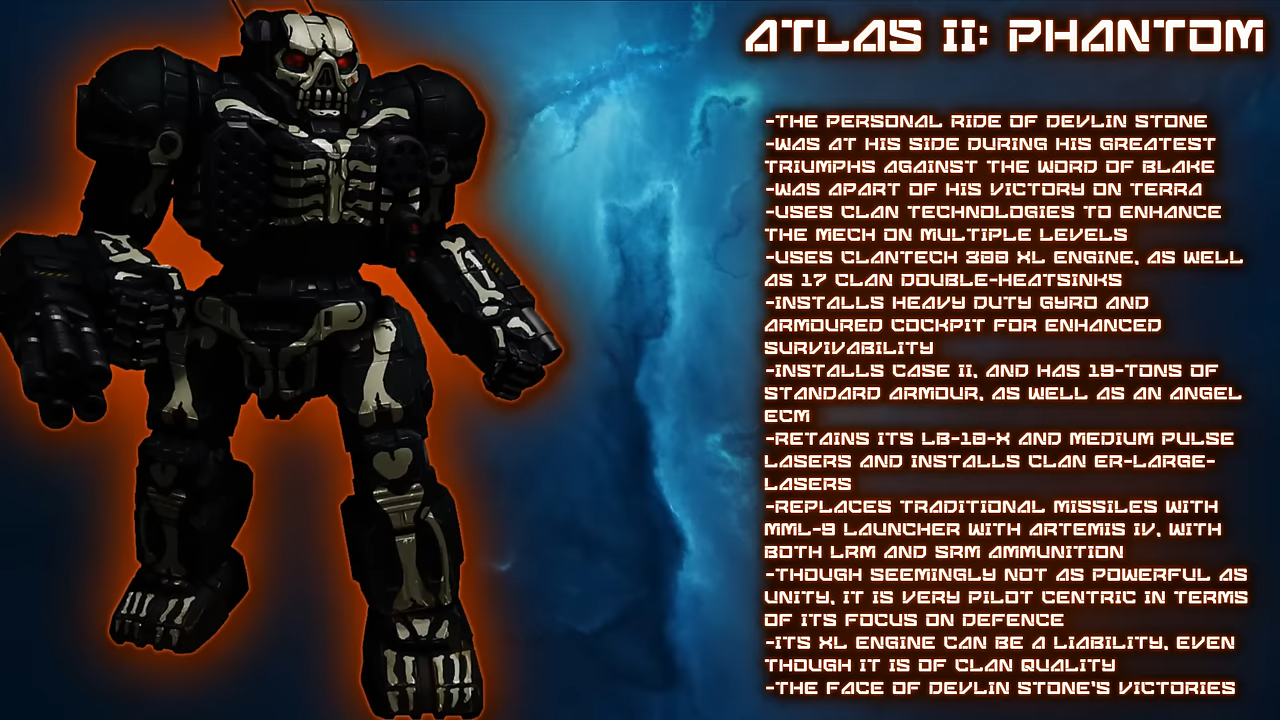 ATLAS II: PHANTOM
-THE PERSONAL RIDE OF DEVLIN STONE
-WAS AT HIS SIDE DURING HIS GREATEST
TRIUMPHS AGAINST THE WORD OF BLAKE
-WAS APART OF HIS VICTORY ON TERRA
-USES CLAN TECHNOLOGIES TO ENHANCE
THE MECH ON MULTIPLE LEVELS
-USES CLANTECH 300 XL ENGINE, AS WELL
AS 17 CLAN DOUBLE-HEATSINKS
-INSTALLS HEAVY DUTY GYRO AND
ARMOURED COCKPIT FOR ENHANCED
SURVIVABILITY
-INSTALLS CASE II, AND HAS 19-TONS OF
STANDARD ARMOUR, AS WELL AS AN ANGEL
ECM
-RETAINS ITS LB-10-X AND MEDIUM PULSE
LASERS AND INSTALLS CLAN ER-LARGE-
LASERS
-REPLACES TRADITIONAL MISSILES WITH
MML-9 LAUNCHER WITH ARTEMIS IV, WITH
BOTH LRM AND SRM AMMUNITION
-THOUGH SEEMINGLY NOT AS POWERFUL AS
UNITY, IT IS VERY PILOT CENTRIC IN TERMS
OF ITS FOCUS ON DEFENCE
-ITS XL ENGINE CAN BE A LIABILITY, EVEN
THOUGH IT IS OF CLAN QUALITY
-THE FACE OF DEVLIN STONE'S VICTORIES